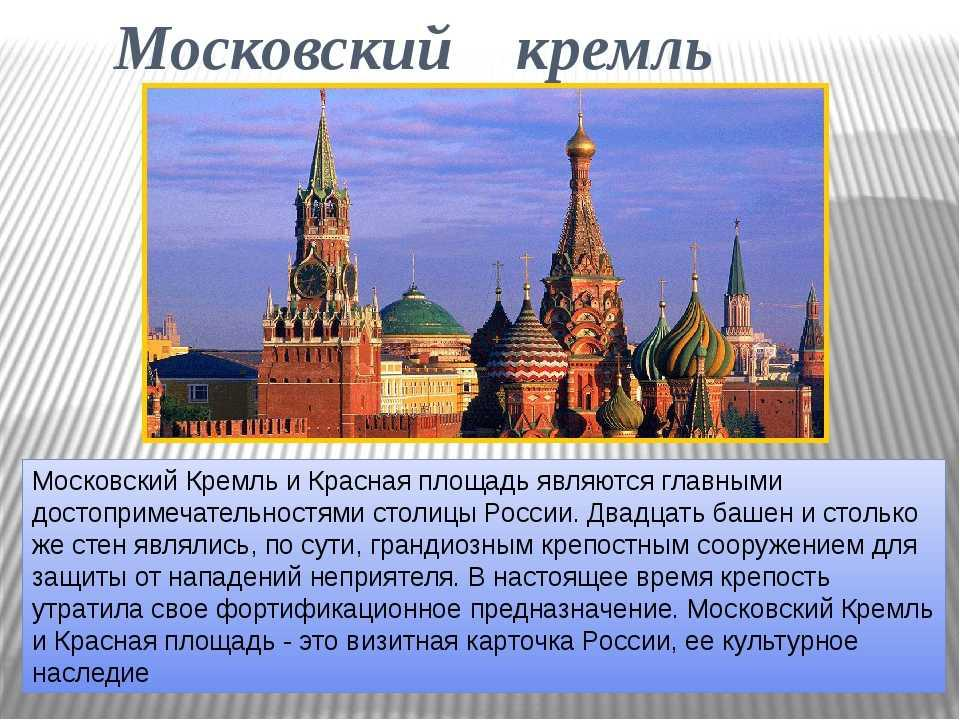 Московский кремль
Московский Кремль и Красная площадь являются главными
достопримечательностями столицы России. Двадцать башен и столько
же стен являлись, по сути, грандиозным крепостным сооружением для
защиты от нападений неприятеля. В настоящее время крепость
утратила свое фортификационное предназначение. Московский Кремль
и Красная площадь - это визитная карточка России, ее культурное
наследие